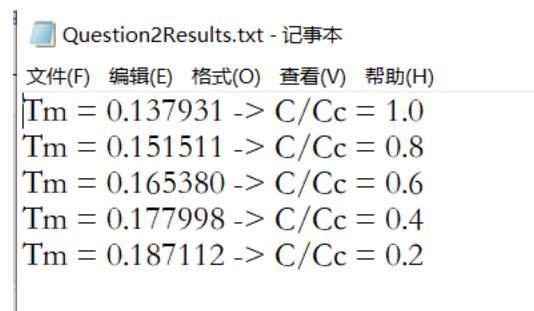 Question2Results.txt - 记事本
文件(F) 编辑(E) 格式(O) 查看(V) 帮助(H)
Tm = 0.137931 -> C/Cc = 1.0
Tm = 0.151511 -> C/Cc = 0.8
Tm = 0.165380 -> C/Cc = 0.6
Tm = 0.177998 -> C/Cc = 0.4
Tm = 0.187112 -> C/Cc = 0.2